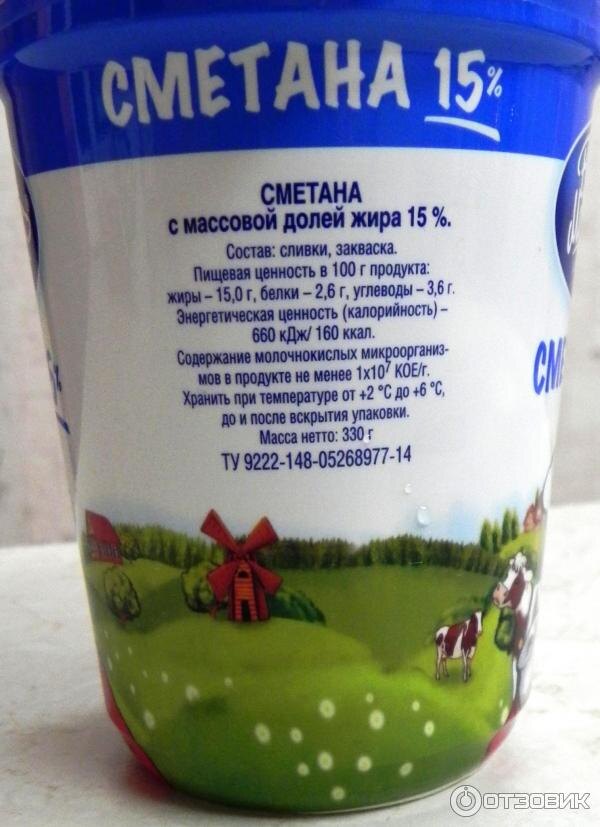 СМЕТАНА 15%
СМЕТАНА
с массовой долей жира 15 %.
Состав: сливки, закваска.
Пищевая ценность в 100 г продукта:
жиры – 15,0 г, белки – 2,6 г, углеводы – 3,6 г.
Энергетическая ценность (калорийность) –
660 кДж/ 160 ккал.
Содержание молочнокислых микроорганиз-
мов в продукте не менее 1х10⁷ КОЕ/г.
Хранить при температуре от +2 °С до +6 °С,
до и после вскрытия упаковки.
Масса нетто: 330 г
ТУ 9222-148-05268977-14
СМЕ
ОТЗОВИК